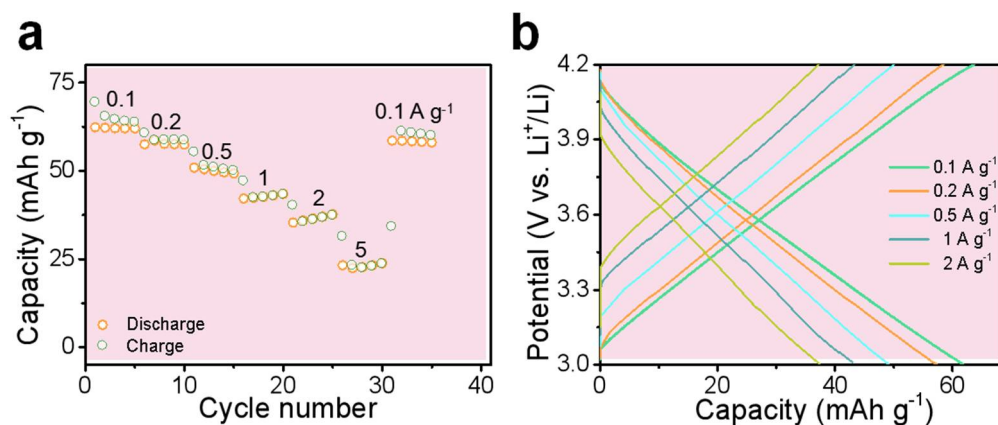 a
Capacity (mAh g⁻¹)
75
50
25
0
0.1
0.2
0.5
1
2
5
0.1 A g⁻¹
Discharge
Charge
0
10
20
30
40
Cycle number
b
Potential (V vs. Li⁺/Li)
4.2
3.9
3.6
3.3
3.0
0.1 A g⁻¹
0.2 A g⁻¹
0.5 A g⁻¹
1 A g⁻¹
2 A g⁻¹
0
20
40
60
Capacity (mAh g⁻¹)